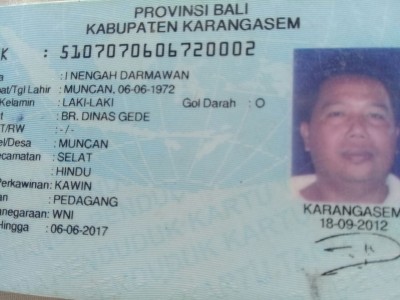 PROVINSI BALI
KABUPATEN KARANGASEM
K : 5107070606720002
a : I NENGAH DARMAWAN
pat/Tgl Lahir : MUNCAN, 06-06-1972
Kelamin : LAKI-LAKI Gol Darah : O
t : BR. DINAS GEDE
T/RW : -/-
el/Desa : MUNCAN
ecamatan : SELAT
: HINDU
Perkawinan: KAWIN
an : PEDAGANG
anegaraan: WNI
Hingga : 06-06-2017
KARANGASEM
18-09-2012